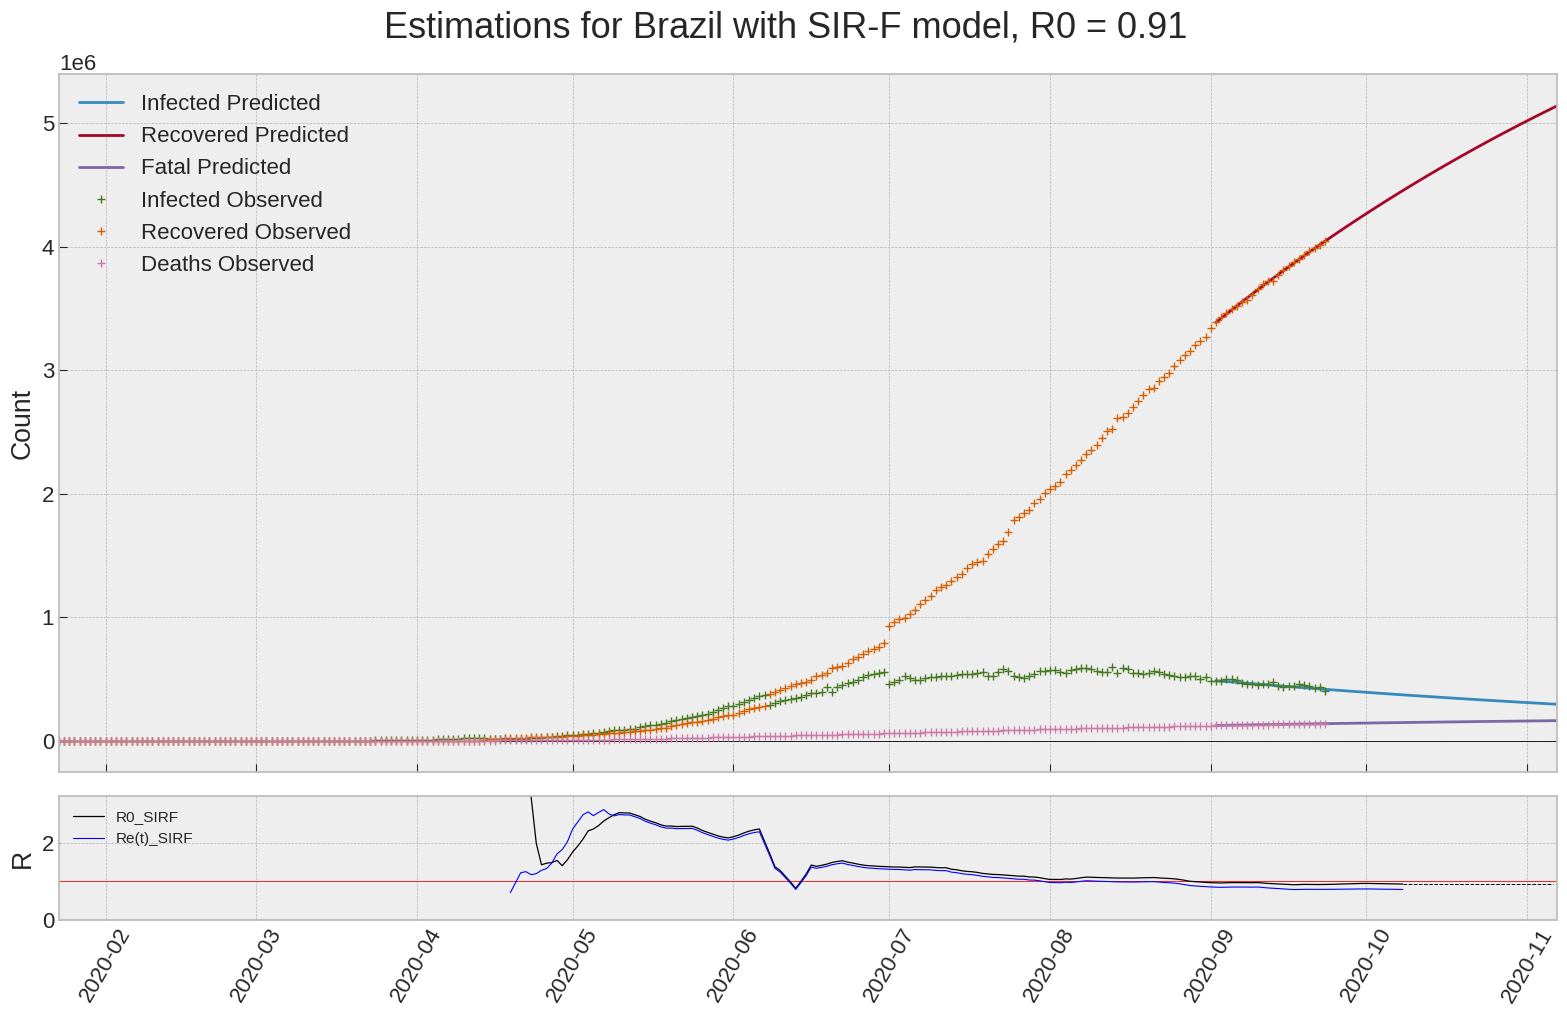 Estimations for Brazil with SIR-F model, R0 = 0.91
1e6
Infected Predicted
Recovered Predicted
Fatal Predicted
Infected Observed
Recovered Observed
Deaths Observed
5
4
3
2
1
0
Count
R0_SIRF
Re(t)_SIRF
2
0
R
2020-02
2020-03
2020-04
2020-05
2020-06
2020-07
2020-08
2020-09
2020-10
2020-11